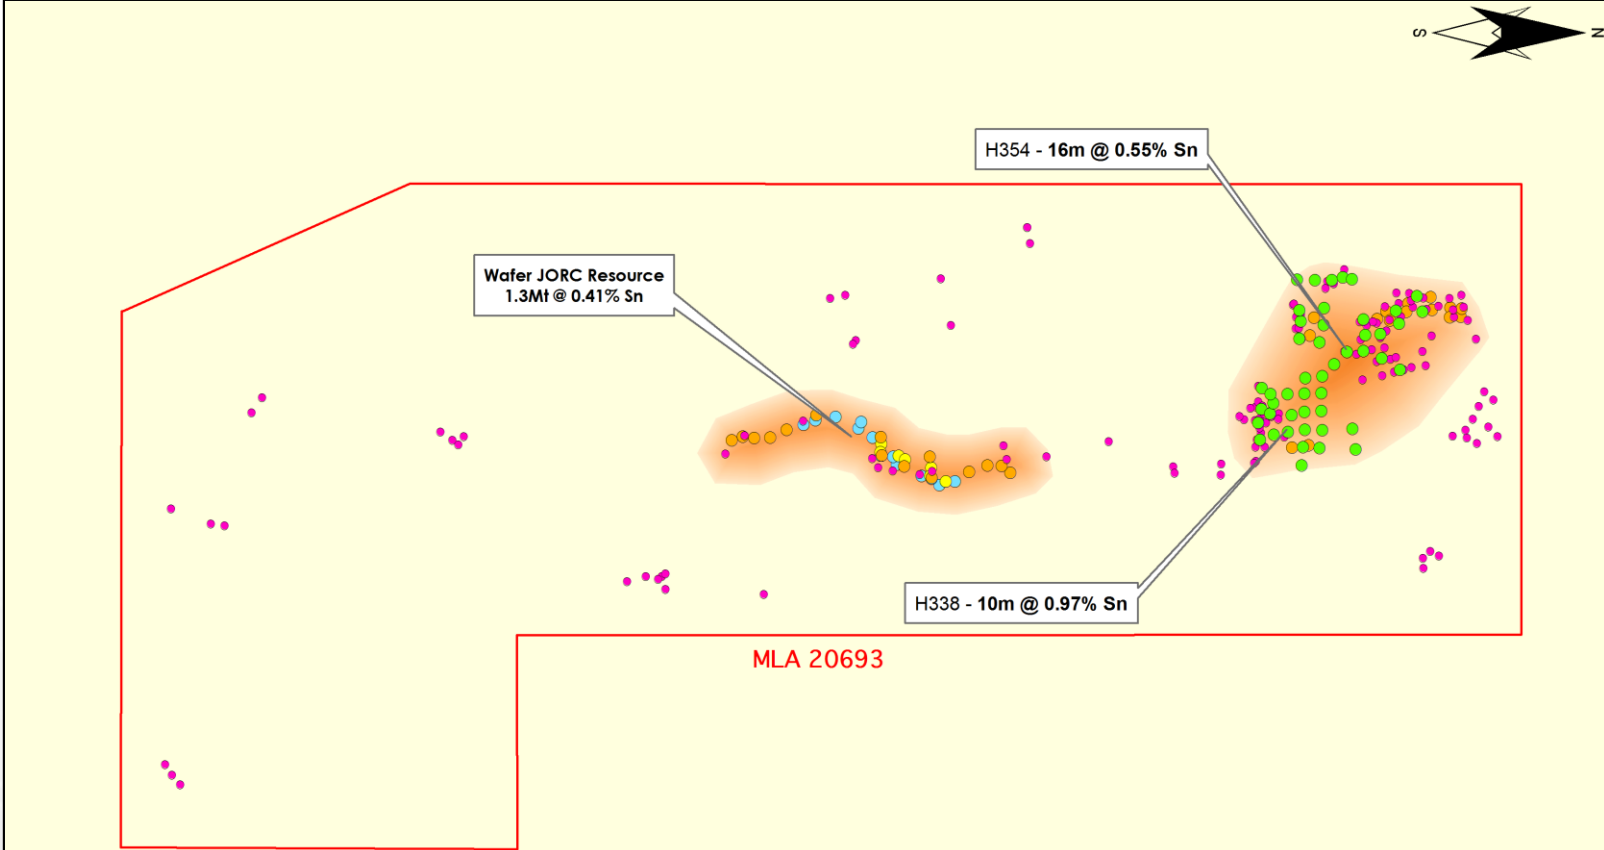 S N
H354 - 16m @ 0.55% Sn
Wafer JORC Resource
1.3Mt @ 0.41% Sn
H338 - 10m @ 0.97% Sn
MLA 20693